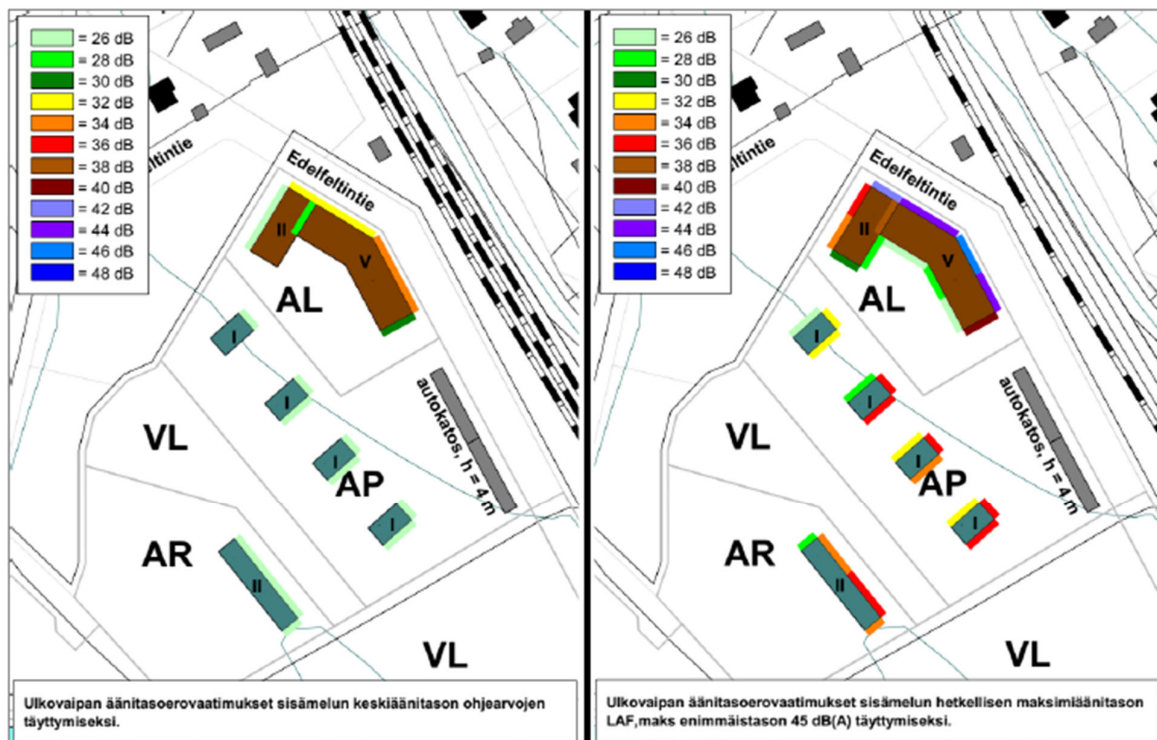 = 26 dB
= 28 dB
= 30 dB
= 32 dB
= 34 dB
= 36 dB
= 38 dB
= 40 dB
= 42 dB
= 44 dB
= 46 dB
= 48 dB
feltintie
Edelfeltintie
II
V
AL
I
I
I
I
VL
AP
autokatos, h = 4 m
AR
II
VL
Ulkovaipan äänitasoerovaatimukset sisämelun keskiäänitason ohjearvojen
täyttymiseksi.
= 26 dB
= 28 dB
= 30 dB
= 32 dB
= 34 dB
= 36 dB
= 38 dB
= 40 dB
= 42 dB
= 44 dB
= 46 dB
= 48 dB
feltintie
Edelfeltintie
II
V
AL
I
I
I
I
VL
AP
autokatos, h = 4 m
AR
II
VL
Ulkovaipan äänitasoerovaatimukset sisämelun hetkellisen maksimiäänitason
LAF,maks enimmäistason 45 dB(A) täyttymiseksi.